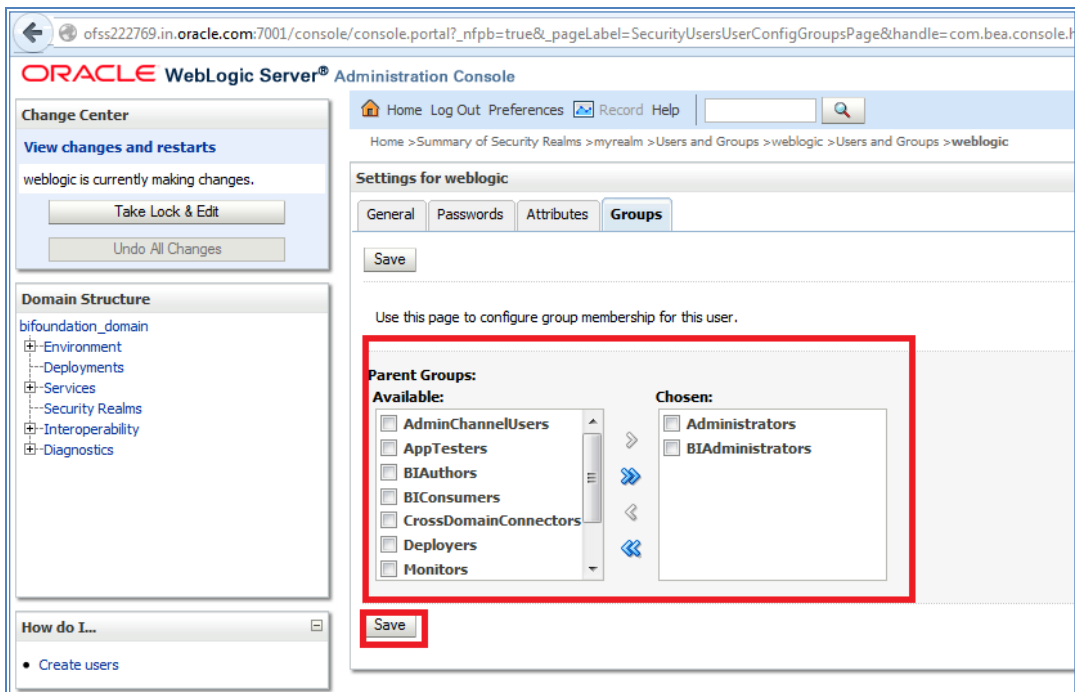 ofss222769.in.oracle.com:7001/console/console.portal?_nfpb=true&_pageLabel=SecurityUsersUserConfigGroupsPage&handle=com.bea.console.h
ORACLE WebLogic Server® Administration Console
Change Center
View changes and restarts
weblogic is currently making changes.
Take Lock & Edit
Undo All Changes
Domain Structure
bifoundation_domain
Environment
Deployments
Services
Security Realms
Interoperability
Diagnostics
How do I...
Create users
Home Log Out Preferences Record Help
Home >Summary of Security Realms >myrealm >Users and Groups >weblogic >Users and Groups >weblogic
Settings for weblogic
General Passwords Attributes Groups
Save
Use this page to configure group membership for this user.
Parent Groups:
Available:
AdminChannelUsers
AppTesters
BIAuthors
BIConsumers
CrossDomainConnectors
Deployers
Monitors
Chosen:
Administrators
BIAdministrators
Save